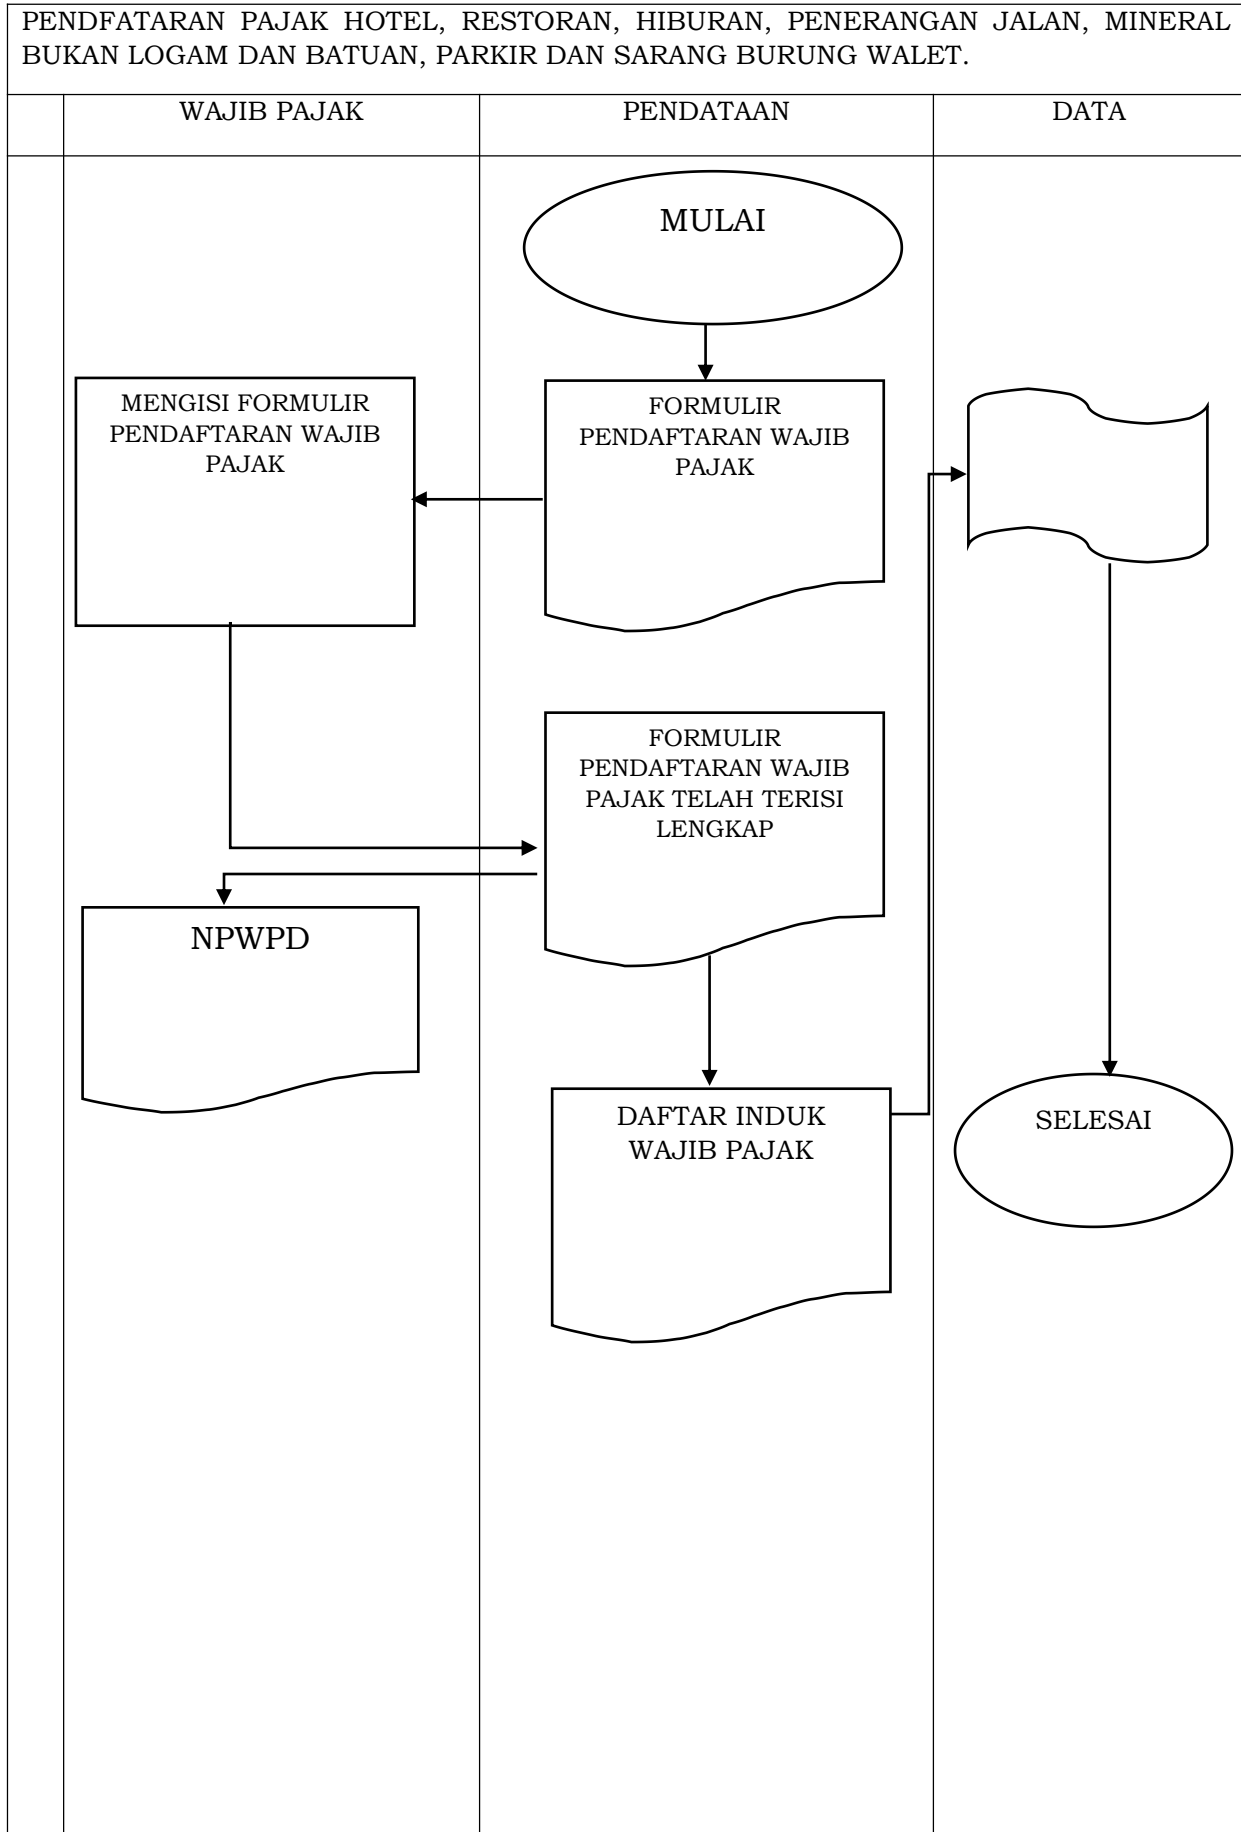 PENDFATARAN PAJAK HOTEL, RESTORAN, HIBURAN, PENERANGAN JALAN, MINERAL
BUKAN LOGAM DAN BATUAN, PARKIR DAN SARANG BURUNG WALET.
WAJIB PAJAK
PENDATAAN
DATA
MULAI
MENGISI FORMULIR
PENDAFTARAN WAJIB
PAJAK
FORMULIR
PENDAFTARAN WAJIB
PAJAK
FORMULIR
PENDAFTARAN WAJIB
PAJAK TELAH TERISI
LENGKAP
NPWPD
DAFTAR INDUK
WAJIB PAJAK
SELESAI